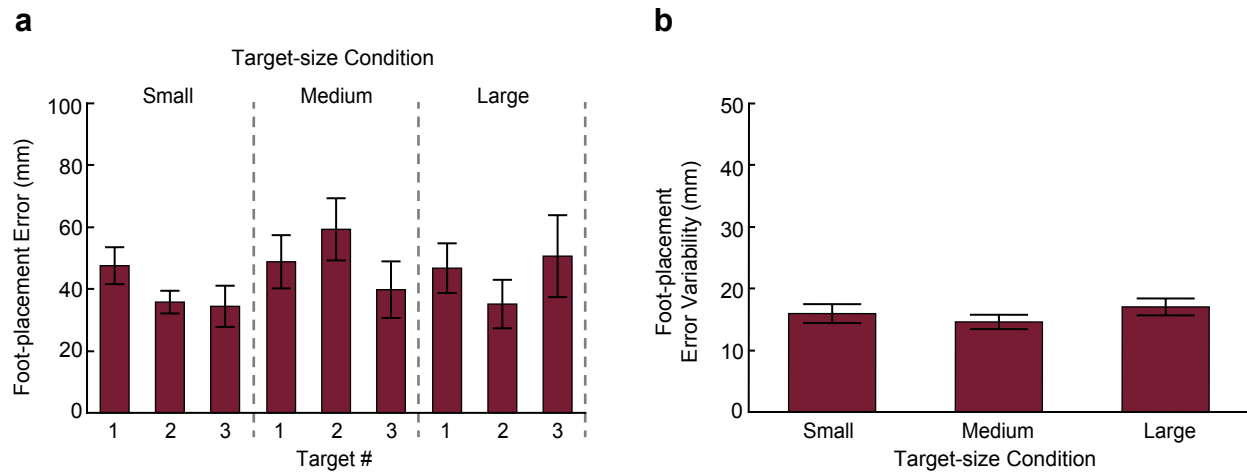 a
Target-size Condition
Small Medium Large
Foot-placement Error (mm)
100
80
60
40
20
0
1 2 3 1 2 3 1 2 3
Target #
b
Foot-placement
Error Variability (mm)
50
40
30
20
10
0
Small Medium Large
Target-size Condition